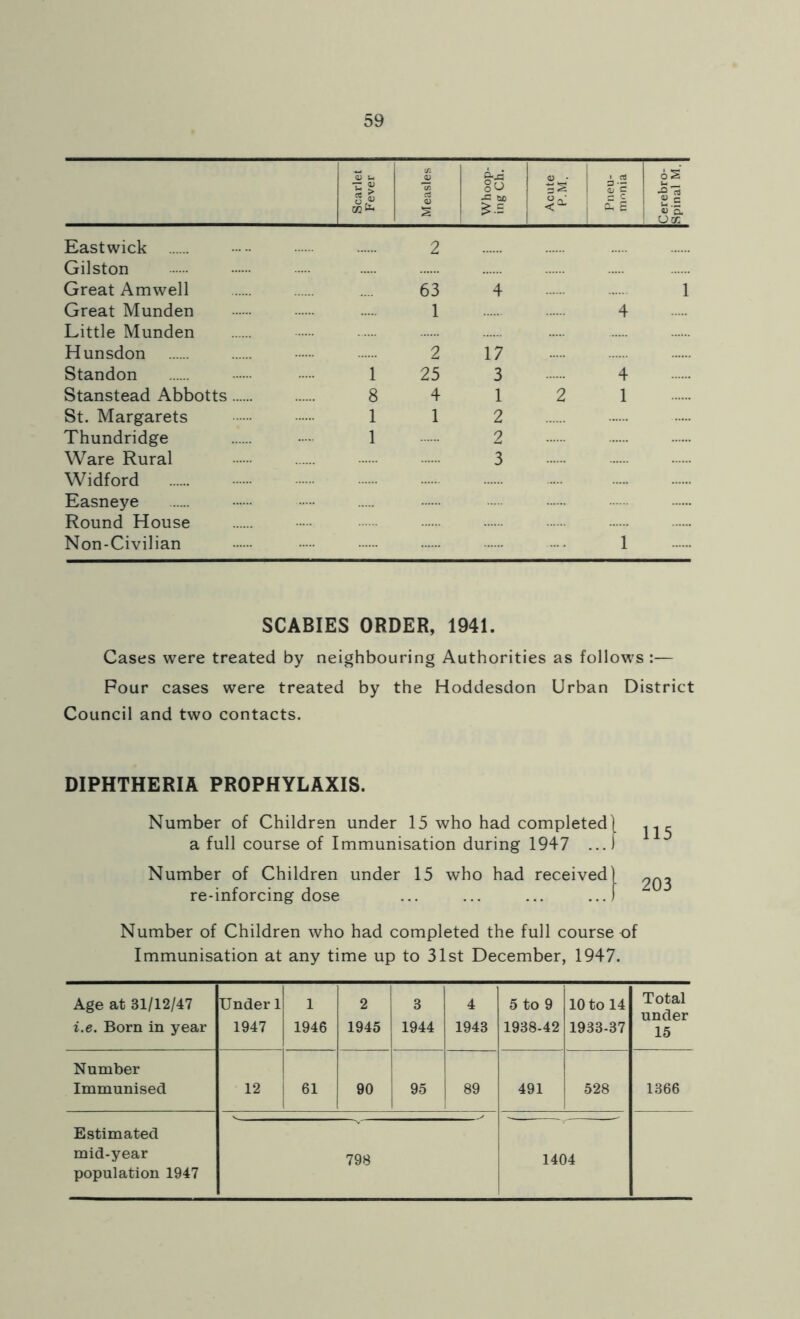 59
Scarlet Fever | Measles | Whoop-ing Ch. | Acute P.M. | Pneu-monia | Cerebro-Spinal M.
Eastwick ...... ..... ...... ...... 2 ...... ...... ...... ......
Gilston ...... ...... ...... ...... ...... ...... ...... ...... ......
Great Amwell ...... ...... .... 63 4 ...... ...... 1
Great Munden ...... ...... ...... 1 ...... ...... 4 ......
Little Munden ...... ...... ...... ...... ...... ...... ...... ......
Hunsdon ...... ...... ...... ...... 2 17 ...... ...... ......
Standon ...... ...... ...... 1 25 3 ...... 4 ......
Stanstead Abbotts ...... ...... 8 4 1 2 1 ......
St. Margarets ...... ...... 1 1 2 ...... ...... ......
Thundridge ...... ...... 1 ...... 2 ...... ...... ......
Ware Rural ...... ...... ...... ...... 3 ...... ...... ......
Widford ...... ...... ...... ...... ...... ...... ...... ...... ......
Easneye ...... ...... ...... ...... ...... ...... ...... ...... ......
Round House ...... ...... ...... ...... ...... ...... ...... ......
Non-Civilian ...... ...... ...... ...... ...... .... 1 ......
SCABIES ORDER, 1941.
Cases were treated by neighbouring Authorities as follows :—
Four cases were treated by the Hoddesdon Urban District
Council and two contacts.
DIPHTHERIA PROPHYLAXIS.
Number of Children under 15 who had completed }
a full course of Immunisation during 1947 ... } 115
Number of Children under 15 who had received }
re-inforcing dose ... ... ... ... } 203
Number of Children who had completed the full course of
Immunisation at any time up to 31st December, 1947.
Age at 31/12/47 | Under 1 | 1 | 2 | 3 | 4 | 5 to 9 | 10 to 14 | Total under 15
i.e. Born in year | 1947 | 1946 | 1945 | 1944 | 1943 | 1938-42 | 1933-37
Number
Immunised | 12 | 61 | 90 | 95 | 89 | 491 | 528 | 1366
Estimated
mid-year | 798 | 1404
population 1947